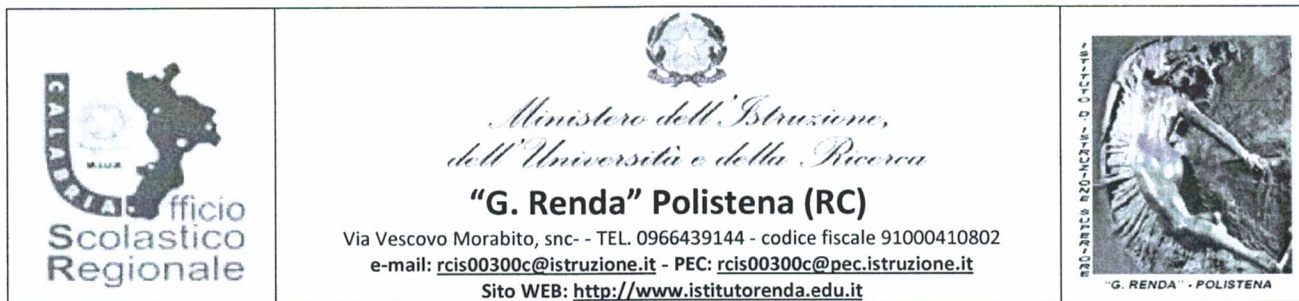 CALABRIA
M.I.U.R
Ufficio
Scolastico
Regionale
Ministero dell'Istruzione,
dell'Università e della Ricerca
"G. Renda" Polistena (RC)
Via Vescovo Morabito, snc- - TEL. 0966439144 - codice fiscale 91000410802
e-mail: rcis00300c@istruzione.it - PEC: rcis00300c@pec.istruzione.it
Sito WEB: http://www.istitutorenda.edu.it
ISTITUTO D'ISTRUZIONE SUPERIORE
"G. RENDA" - POLISTENA